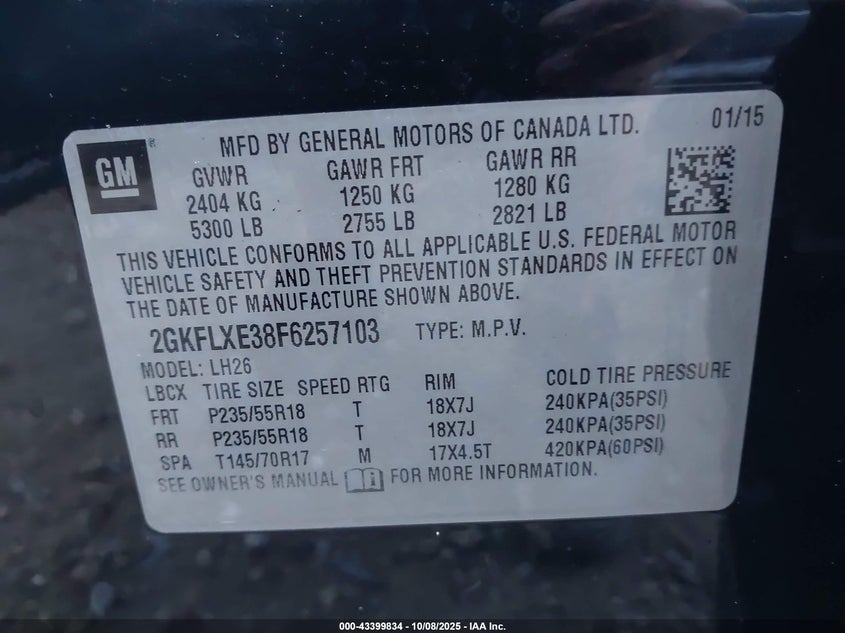 GM
MFD BY GENERAL MOTORS OF CANADA LTD. 01/15
GVWR GAWR FRT GAWR RR
2404 KG 1250 KG 1280 KG
5300 LB 2755 LB 2821 LB
THIS VEHICLE CONFORMS TO ALL APPLICABLE U.S. FEDERAL MOTOR
VEHICLE SAFETY AND THEFT PREVENTION STANDARDS IN EFFECT ON
THE DATE OF MANUFACTURE SHOWN ABOVE.
2GKFLXE38F6257103 TYPE: M.P.V.
MODEL: LH26
LBCX TIRE SIZE SPEED RTG RIM COLD TIRE PRESSURE
FRT P235/55R18 T 18X7J 240KPA(35PSI)
RR P235/55R18 T 18X7J 240KPA(35PSI)
SPA T145/70R17 M 17X4.5T 420KPA(60PSI)
SEE OWNER'S MANUAL FOR MORE INFORMATION.
000-43399834 - 10/08/2025 - IAA Inc.